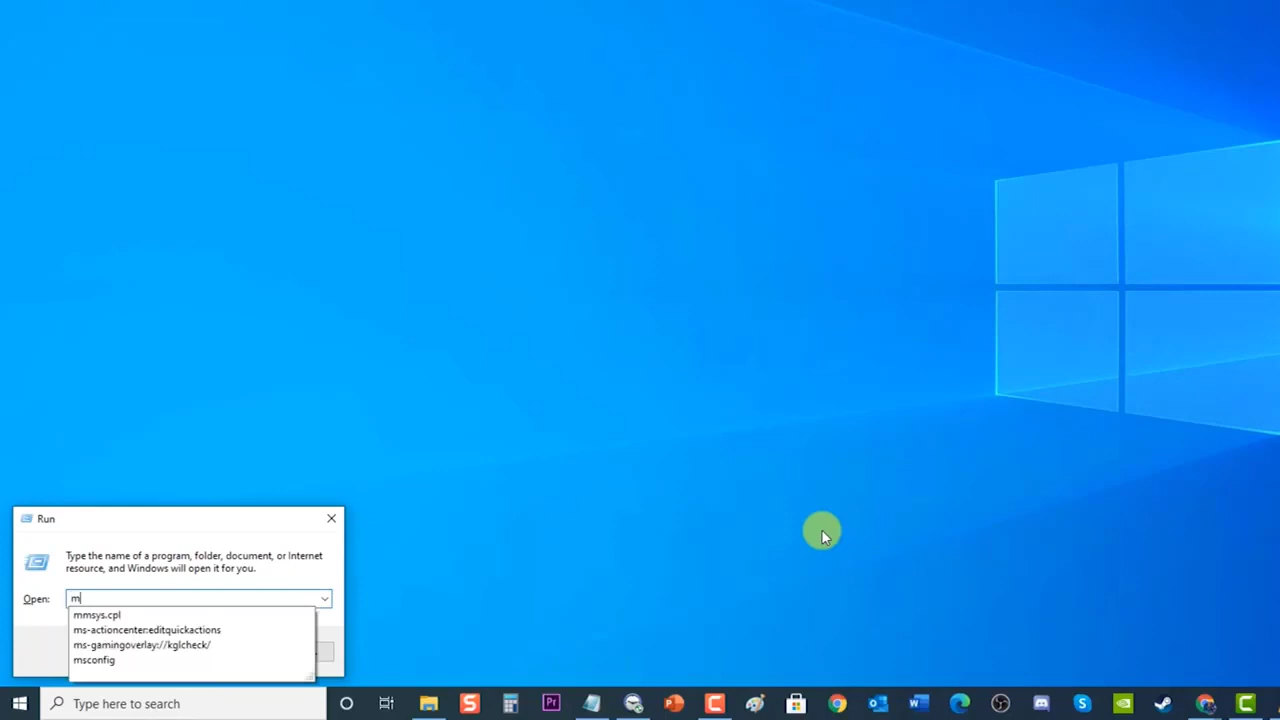 Run
Type the name of a program, folder, document, or Internet
resource, and Windows will open it for you.
Open: m
mmsys.cpl
ms-actioncenter:editquickactions
ms-gamingoverlay://kglcheck/
msconfig
Type here to search